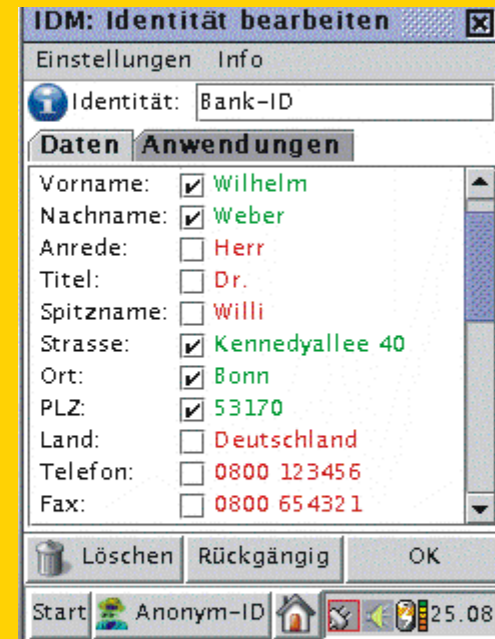 IDM: Identität bearbeiten
Einstellungen Info
Identität: Bank-ID
Daten Anwendungen
Vorname: Wilhelm
Nachname: Weber
Anrede: Herr
Titel: Dr.
Spitzname: Willi
Strasse: Kennedyallee 40
Ort: Bonn
PLZ: 53170
Land: Deutschland
Telefon: 0800 123456
Fax: 0800 654321
Löschen Rückgängig OK
Start Anonym-ID 25.08